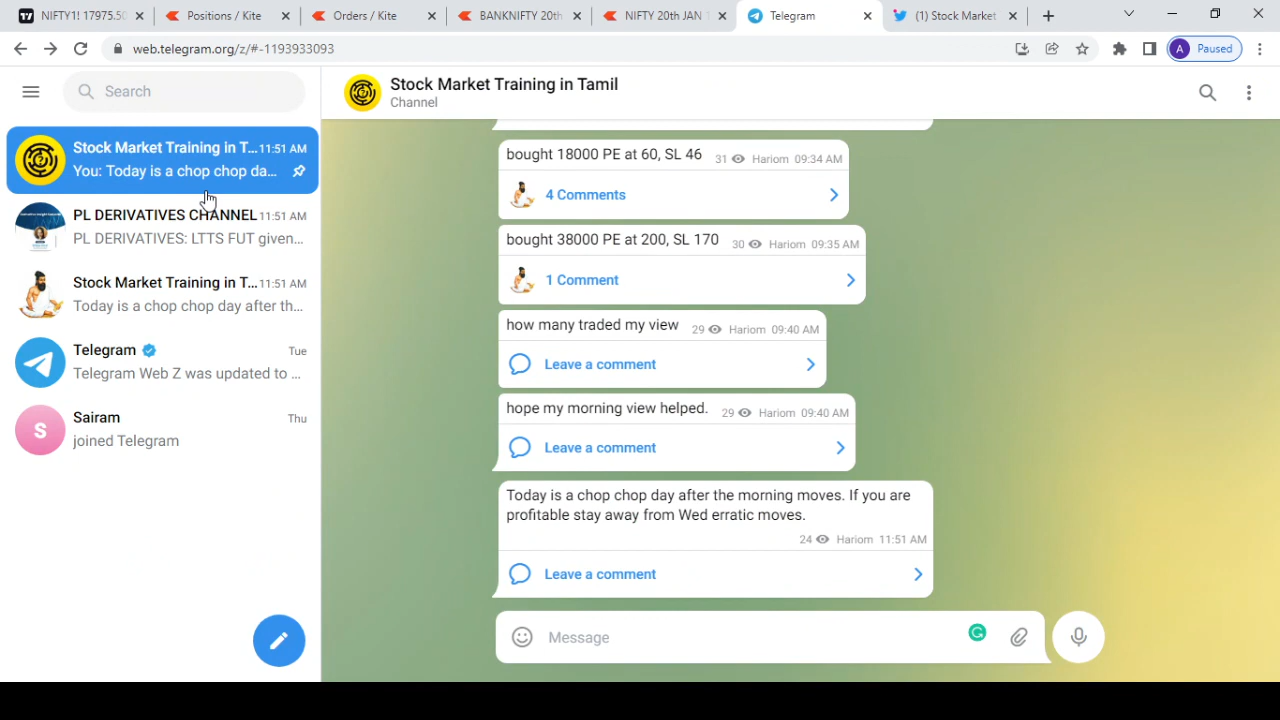 NIFTY1! 17975.50
Positions / Kite
Orders / Kite
BANKNIFTY 20th
NIFTY 20th JAN
Telegram
(1) Stock Market
web.telegram.org/z/#-1193933093
A Paused
Search
Stock Market Training in Tamil
Channel
Stock Market Training in T... 11:51 AM
You: Today is a chop chop da...
PL DERIVATIVES CHANNEL 11:51 AM
PL DERIVATIVES: LTTS FUT given...
Stock Market Training in T... 11:51 AM
Today is a chop chop day after th...
Telegram Tue
Telegram Web Z was updated to ...
S
Sairam Thu
joined Telegram
bought 18000 PE at 60, SL 46 31 Hariom 09:34 AM
4 Comments
bought 38000 PE at 200, SL 170 30 Hariom 09:35 AM
1 Comment
how many traded my view 29 Hariom 09:40 AM
Leave a comment
hope my morning view helped. 29 Hariom 09:40 AM
Leave a comment
Today is a chop chop day after the morning moves. If you are
profitable stay away from Wed erratic moves.
24 Hariom 11:51 AM
Leave a comment
Message